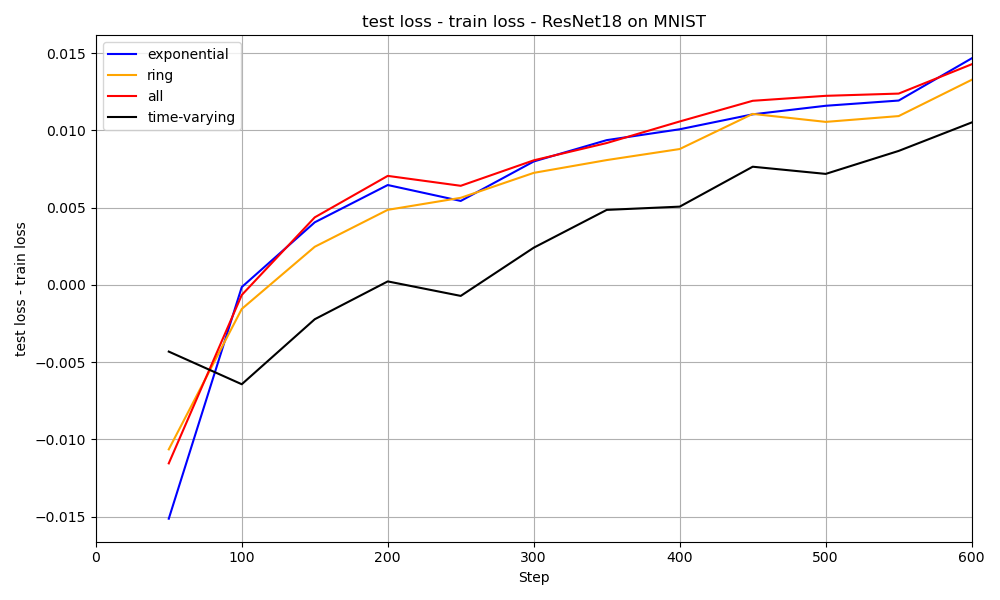 test loss - train loss - ResNet18 on MNIST
exponential
ring
all
time-varying
0.015
0.010
0.005
0.000
−0.005
−0.010
−0.015
test loss - train loss
0 100 200 300 400 500 600
Step